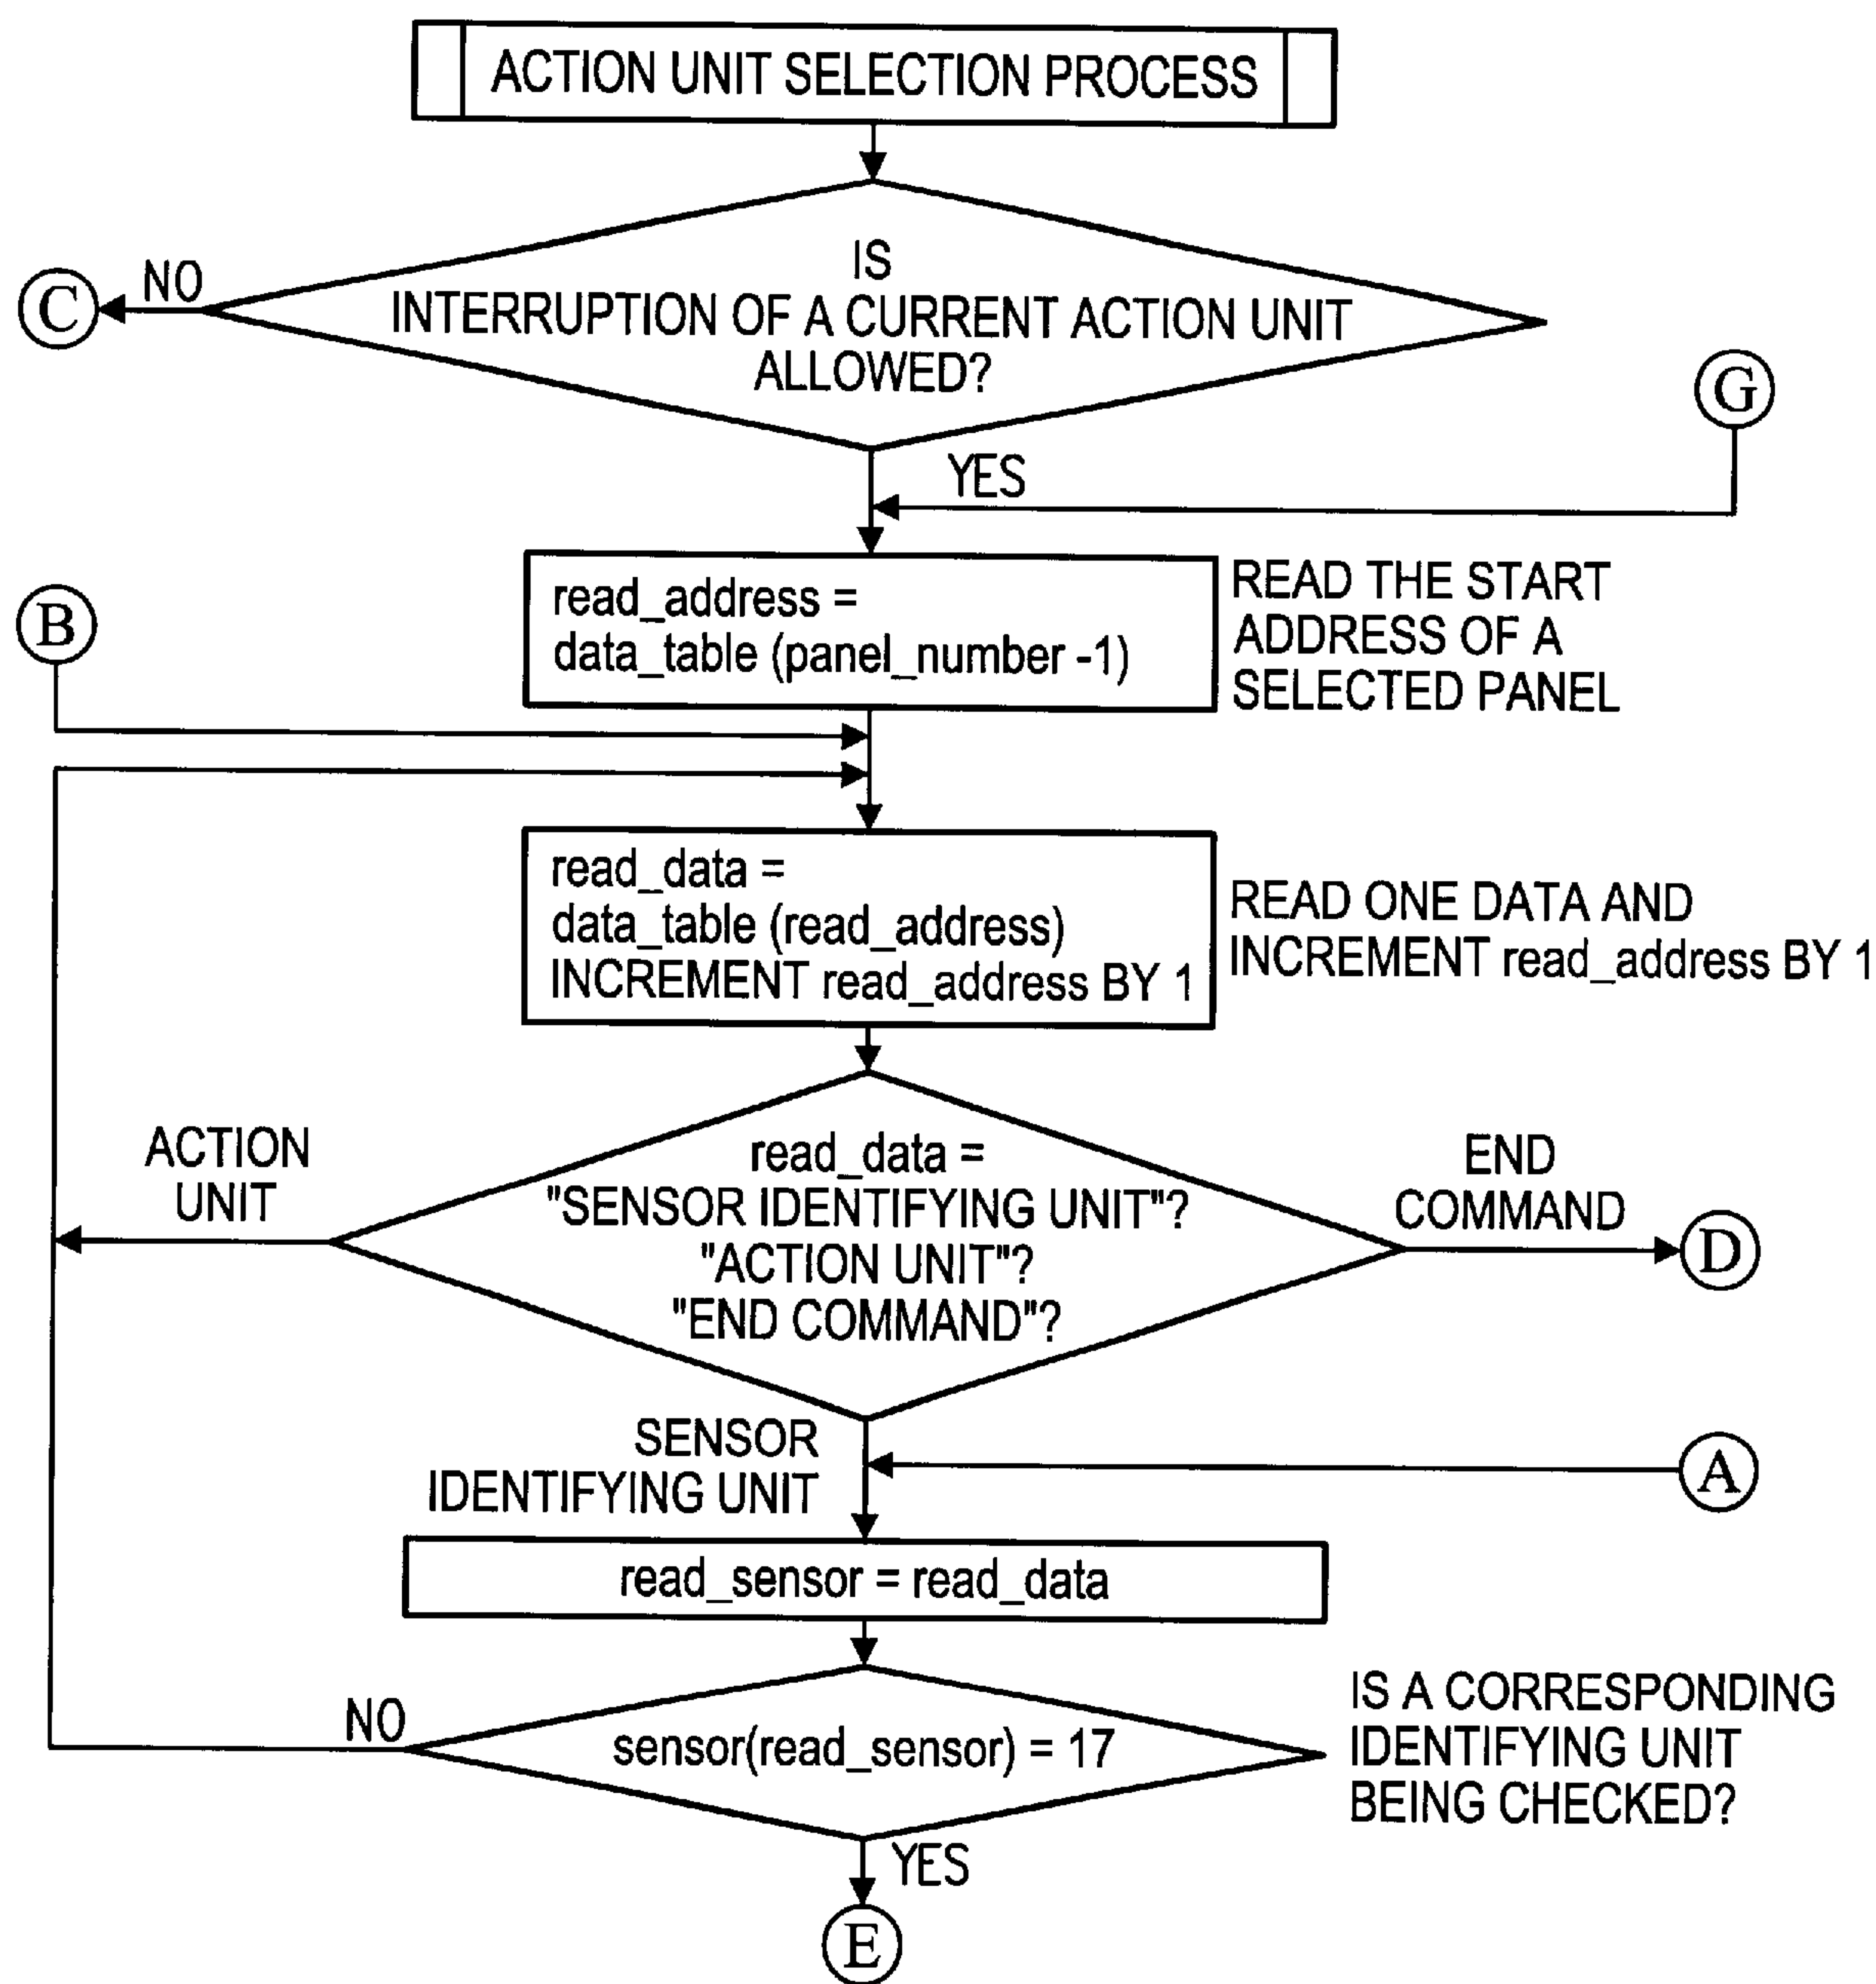 ACTION UNIT SELECTION PROCESS
IS
INTERRUPTION OF A CURRENT ACTION UNIT
ALLOWED?
NO
C
G
YES
read_address =
data_table (panel_number -1)
READ THE START
ADDRESS OF A
SELECTED PANEL
B
read_data =
data_table (read_address)
INCREMENT read_address BY 1
READ ONE DATA AND
INCREMENT read_address BY 1
read_data =
"SENSOR IDENTIFYING UNIT"?
"ACTION UNIT"?
"END COMMAND"?
ACTION
UNIT
END
COMMAND
D
SENSOR
IDENTIFYING UNIT
A
read_sensor = read_data
NO
sensor(read_sensor) = 17
IS A CORRESPONDING
IDENTIFYING UNIT
BEING CHECKED?
YES
E